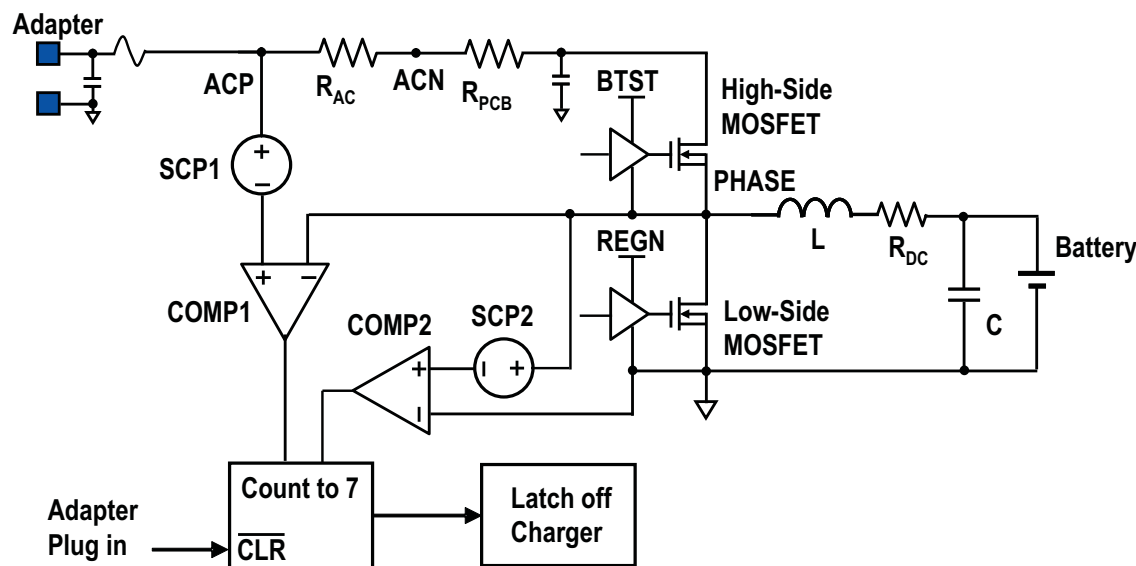 Adapter
ACP
R_AC
ACN
R_PCB
BTST
High-Side
MOSFET
SCP1
+
−
PHASE
REGN
L
R_DC
Battery
+ −
COMP1
COMP2
SCP2
Low-Side
MOSFET
C
+
−
− +
Count to 7
CLR
Latch off
Charger
Adapter
Plug in